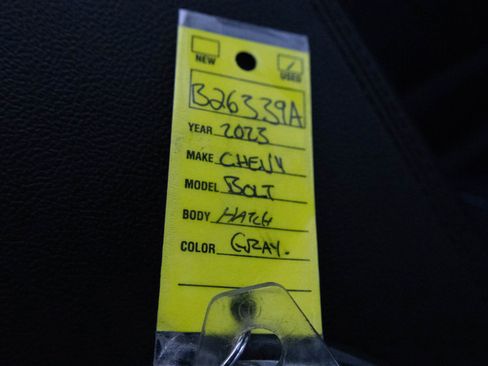 NEW USED
B26339A
YEAR 2023
MAKE CHEVY
MODEL BOLT
BODY HATCH
COLOR GRAY.